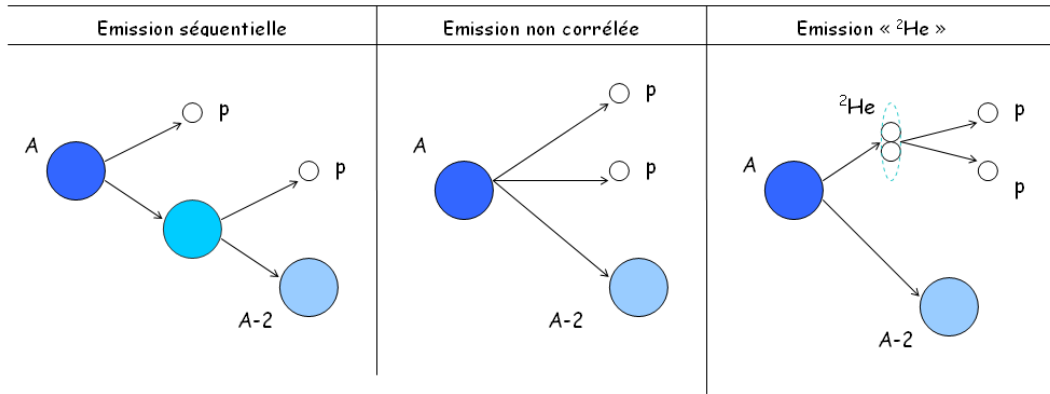 Emission séquentielle
A
p
p
A-2
Emission non corrélée
A
p
p
A-2
Emission « ²He »
²He
A
p
p
A-2